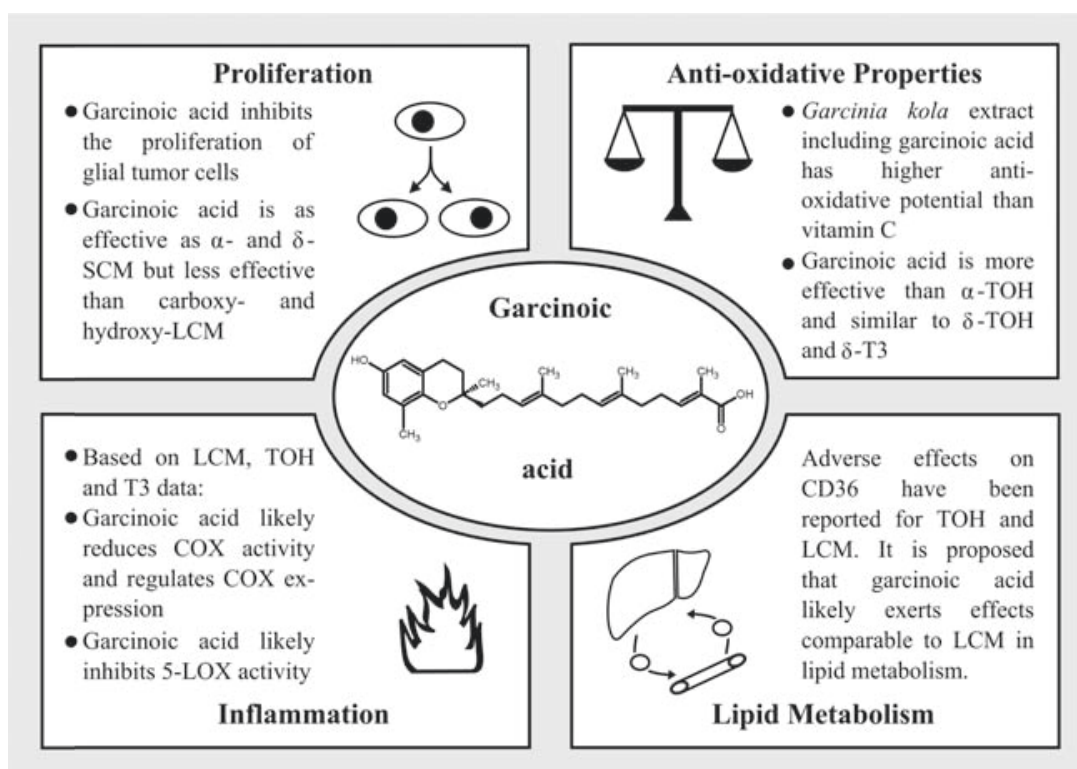 Proliferation
● Garcinoic acid inhibits
the proliferation of
glial tumor cells
● Garcinoic acid is as
effective as α- and δ-
SCM but less effective
than carboxy- and
hydroxy-LCM
Anti-oxidative Properties
● Garcinia kola extract
including garcinoic acid
has higher anti-
oxidative potential than
vitamin C
● Garcinoic acid is more
effective than α-TOH
and similar to δ-TOH
and δ-T3
Garcinoic
HO
CH3
O
CH3
CH3
CH3
CH3
OH
O
acid
● Based on LCM, TOH
and T3 data:
● Garcinoic acid likely
reduces COX activity
and regulates COX ex-
pression
● Garcinoic acid likely
inhibits 5-LOX activity
Inflammation
Adverse effects on
CD36 have been
reported for TOH and
LCM. It is proposed
that garcinoic acid
likely exerts effects
comparable to LCM in
lipid metabolism.
Lipid Metabolism